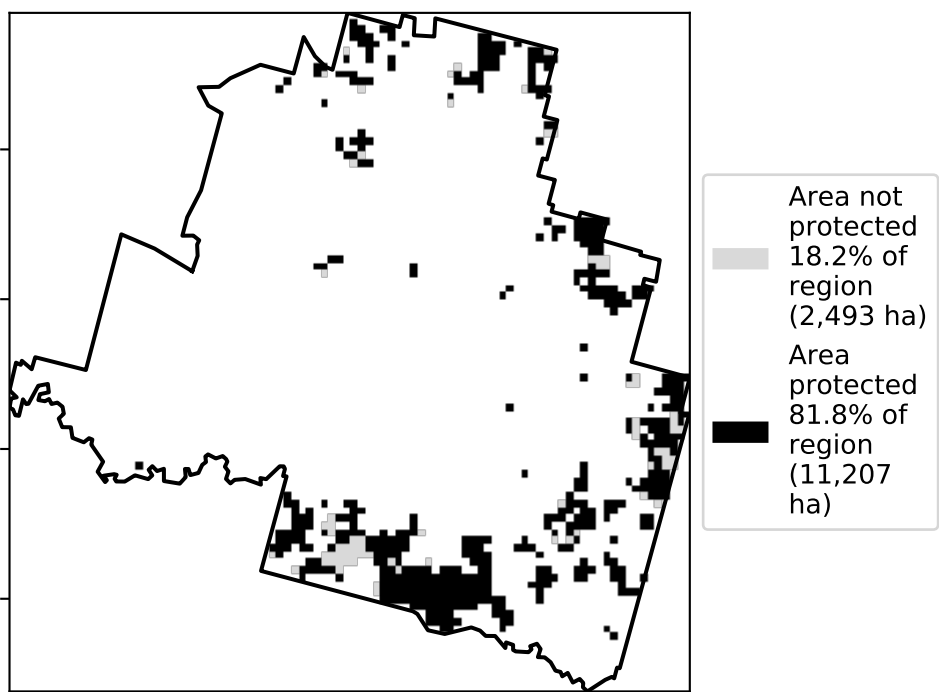 Area not
protected
18.2% of
region
(2,493 ha)
Area
protected
81.8% of
region
(11,207
ha)